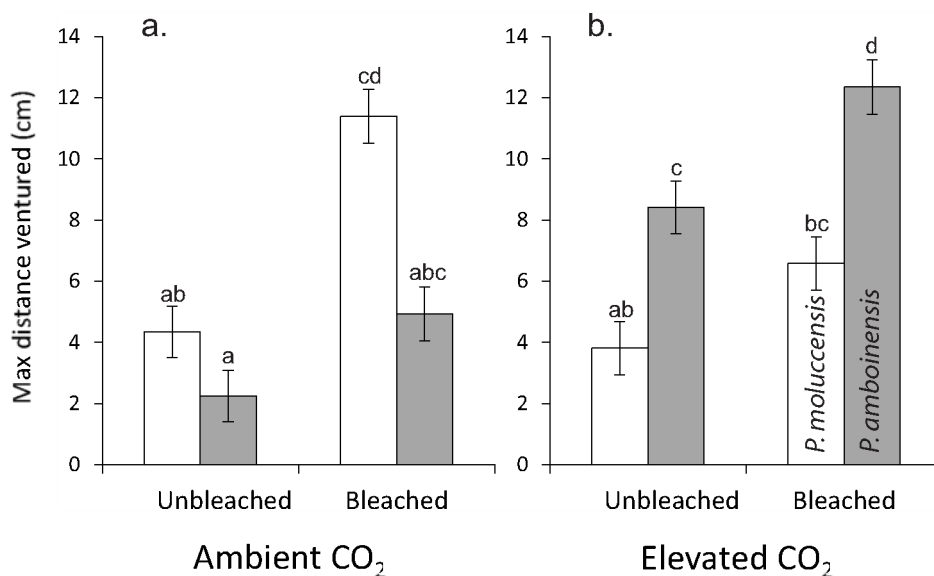 a.
b.
Max distance ventured (cm)
14
12
10
8
6
4
2
0
ab
a
cd
abc
Unbleached
Bleached
Ambient CO₂
14
12
10
8
6
4
2
0
ab
c
bc
d
P. moluccensis
P. amboinensis
Unbleached
Bleached
Elevated CO₂